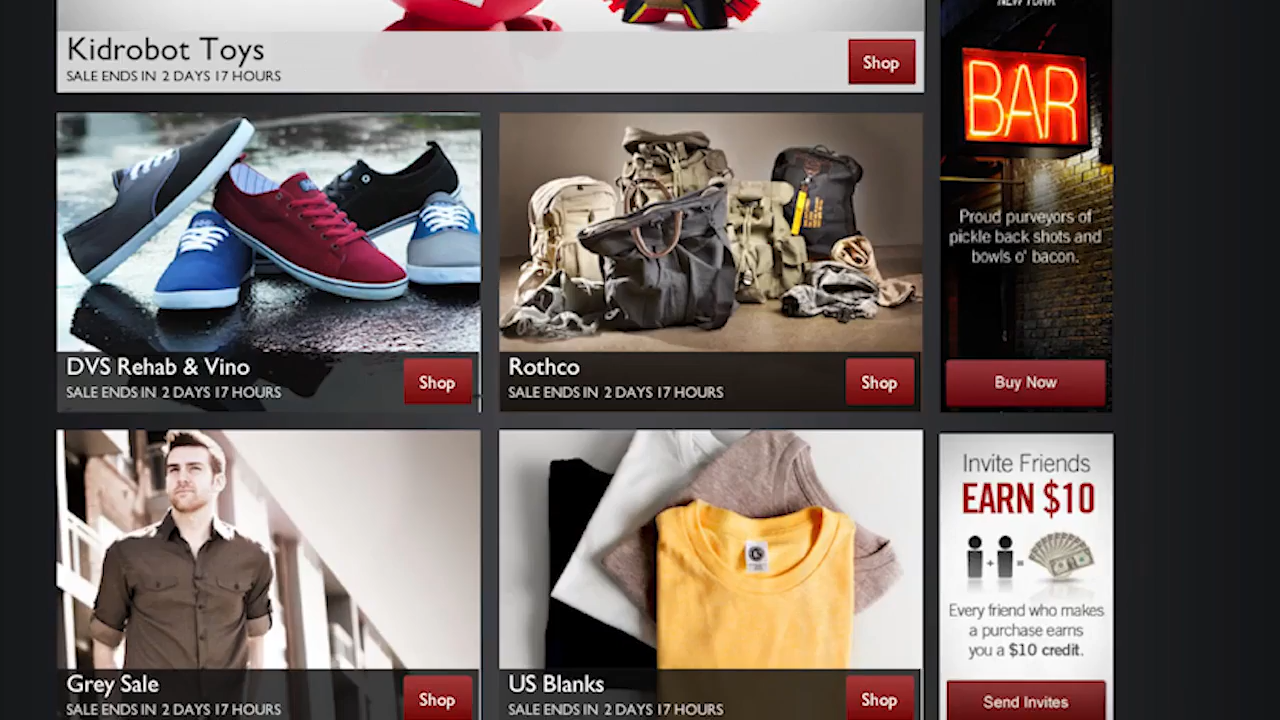 NEW YORK
Kidrobot Toys
SALE ENDS IN 2 DAYS 17 HOURS
Shop
BAR
Proud purveyors of
pickle back shots and
bowls o' bacon.
Buy Now
DVS Rehab & Vino
SALE ENDS IN 2 DAYS 17 HOURS
Shop
Rothco
SALE ENDS IN 2 DAYS 17 HOURS
Shop
Invite Friends
EARN $10
+
=
Every friend who makes
a purchase earns
you a $10 credit.
Send Invites
Grey Sale
SALE ENDS IN 2 DAYS 17 HOURS
Shop
US Blanks
SALE ENDS IN 2 DAYS 17 HOURS
Shop